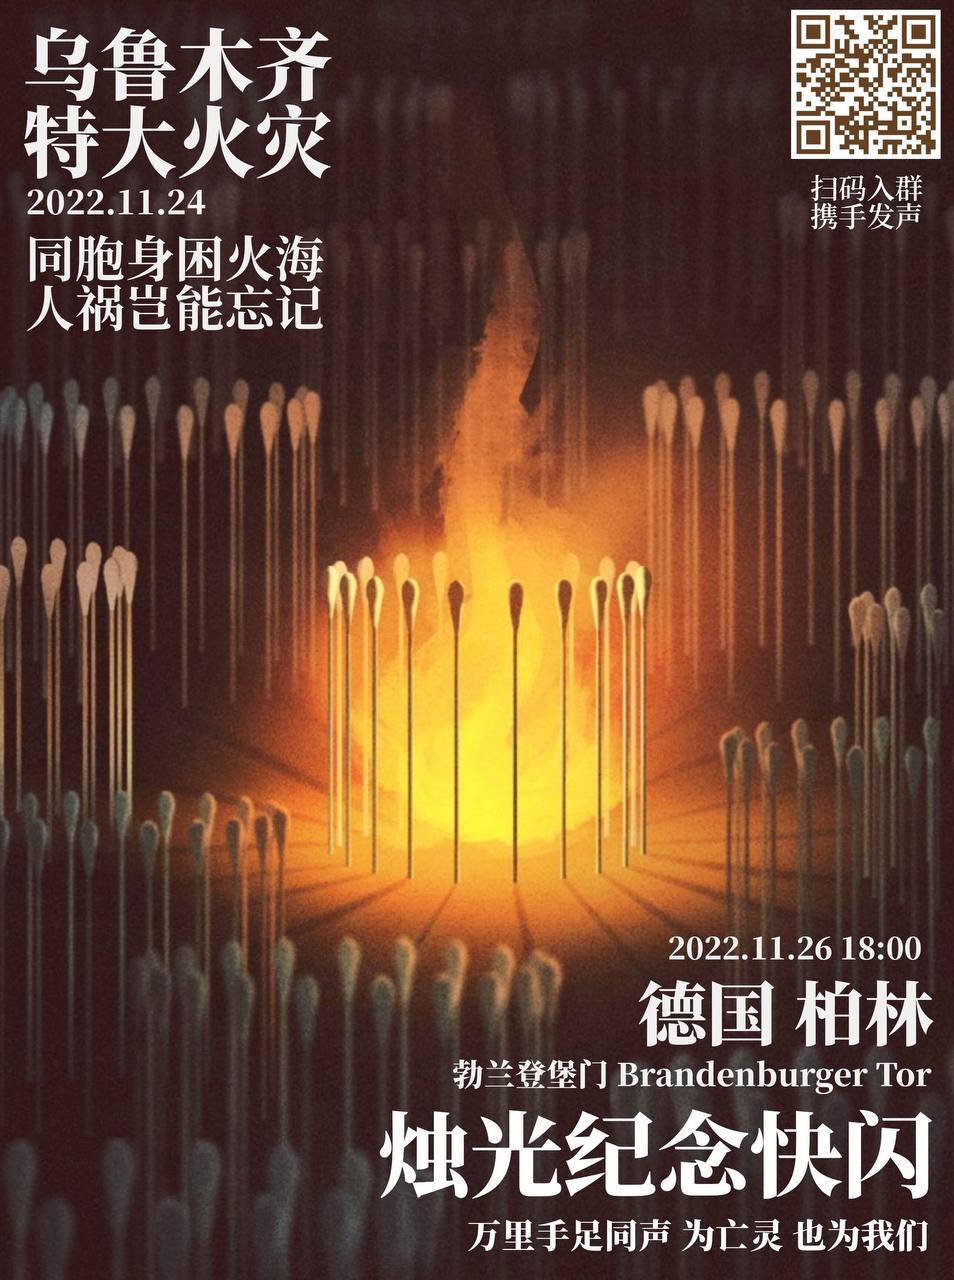 乌鲁木齐
特大火灾
2022.11.24
同胞身困火海
人祸岂能忘记
扫码入群
携手发声
2022.11.26 18:00
德国 柏林
勃兰登堡门 Brandenburger Tor
烛光纪念快闪
万里手足同声 为亡灵 也为我们